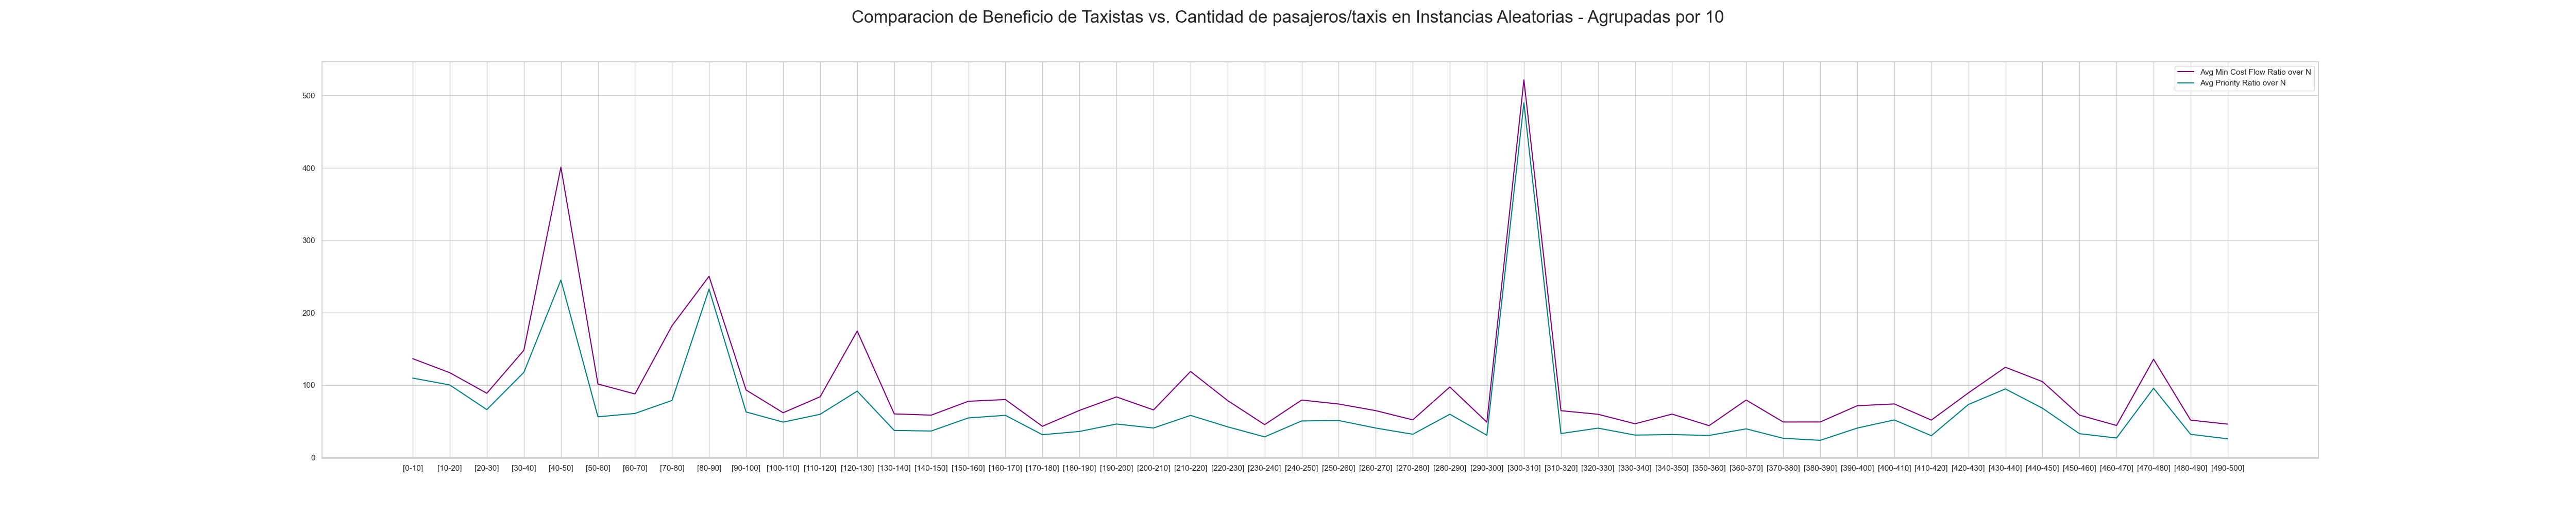 Comparacion de Beneficio de Taxistas vs. Cantidad de pasajeros/taxis en Instancias Aleatorias - Agrupadas por 10
Avg Min Cost Flow Ratio over N
Avg Priority Ratio over N
500
400
300
200
100
0
[0-10] [10-20] [20-30] [30-40] [40-50] [50-60] [60-70] [70-80] [80-90] [90-100] [100-110] [110-120] [120-130] [130-140] [140-150] [150-160] [160-170] [170-180] [180-190] [190-200] [200-210] [210-220] [220-230] [230-240] [240-250] [250-260] [260-270] [270-280] [280-290] [290-300] [300-310] [310-320] [320-330] [330-340] [340-350] [350-360] [360-370] [370-380] [380-390] [390-400] [400-410] [410-420] [420-430] [430-440] [440-450] [450-460] [460-470] [470-480] [480-490] [490-500]